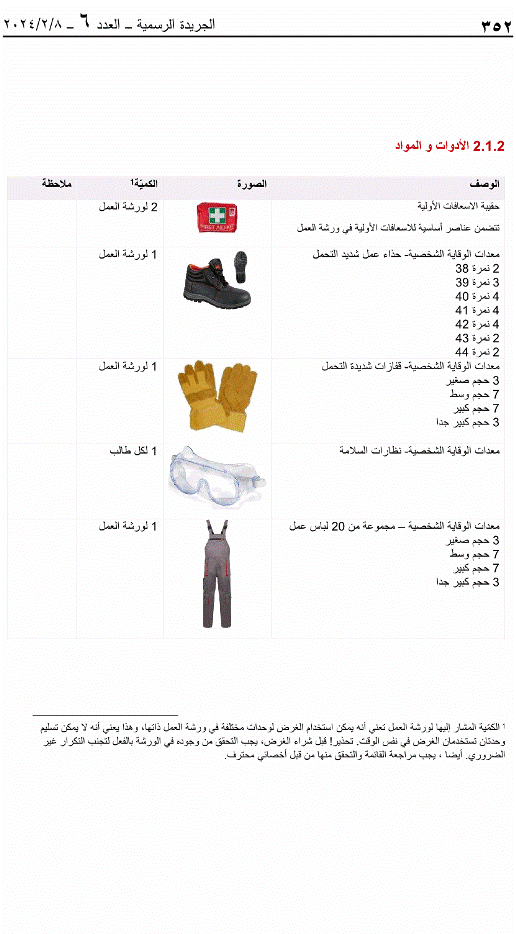 ٣٥٢ الجريدة الرسمية – العدد ٦ – ٢٠٢٤/٢/٨
2.1.2 الأدوات و المواد
الوصف الصورة الكميّة1 ملاحظة
حقيبة الاسعافات الأولية 2 لورشة العمل
تتضمن عناصر أساسية للاسعافات الأولية في ورشة العمل
FIRST AID KIT
معدات الوقاية الشخصية- حذاء عمل شديد التحمل 1 لورشة العمل
2 نمرة 38
3 نمرة 39
4 نمرة 40
4 نمرة 41
4 نمرة 42
2 نمرة 43
2 نمرة 44
معدات الوقاية الشخصية- قفازات شديدة التحمل 1 لورشة العمل
3 حجم صغير
7 حجم وسط
7 حجم كبير
3 حجم كبير جدا
معدات الوقاية الشخصية- نظارات السلامة 1 لكل طالب
معدات الوقاية الشخصية – مجموعة من 20 لباس عمل 1 لورشة العمل
3 حجم صغير
7 حجم وسط
7 حجم كبير
3 حجم كبير جدا
1 الكميّة المشار إليها لورشة العمل تعني أنه يمكن استخدام الغرض لوحدات مختلفة في ورشة العمل ذاتها، وهذا يعني أنه لا يمكن تسليم
وحدتان تستخدمان الغرض في نفس الوقت. تحذير! قبل شراء الغرض، يجب التحقق من وجوده في الورشة بالفعل لتجنب التكرار غير
الضروري. أيضا ، يجب مراجعة القائمة والتحقق منها من قبل أخصائي محترف.